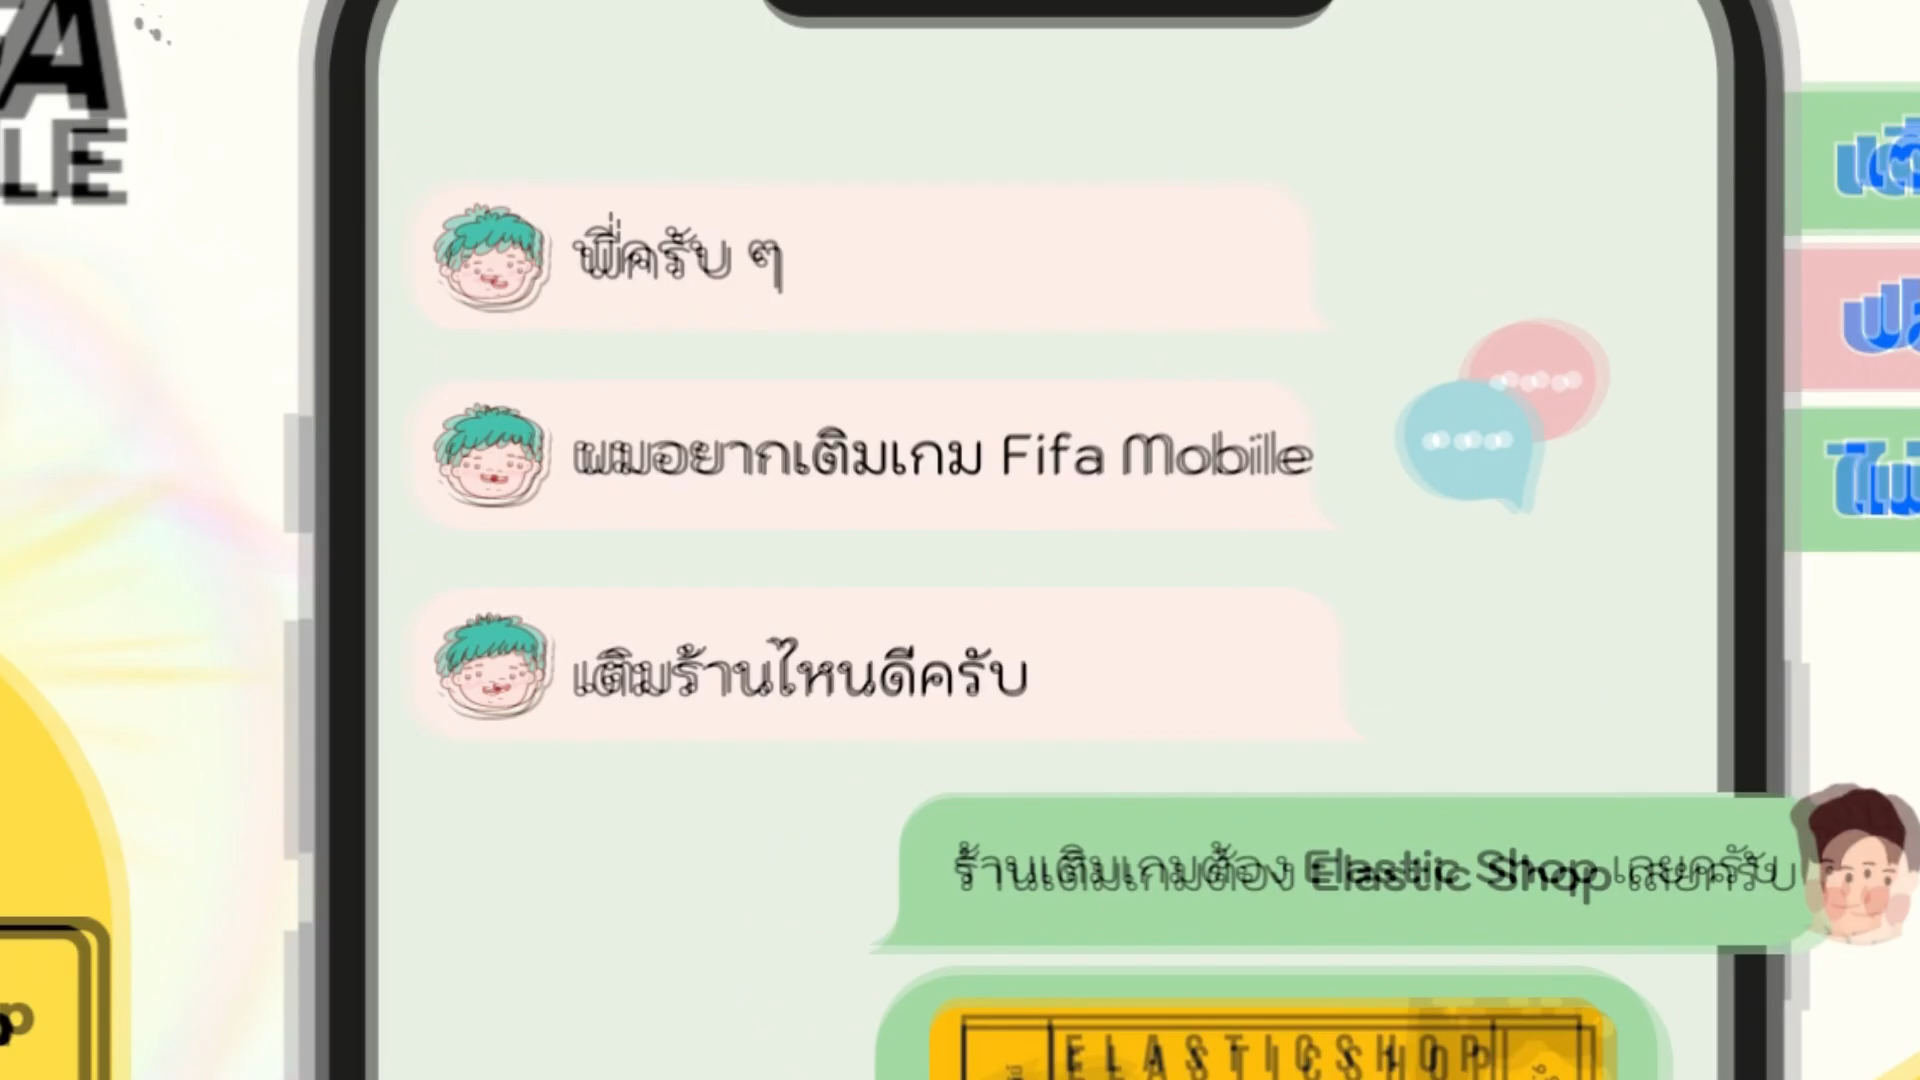 พี่ครับ ๆ
ผมอยากเติมเกม Fifa Mobile
เติมร้านไหนดีครับ
ร้านเติมเกมต้อง Elastic Shop เลยครับ
ELASTICSHOP